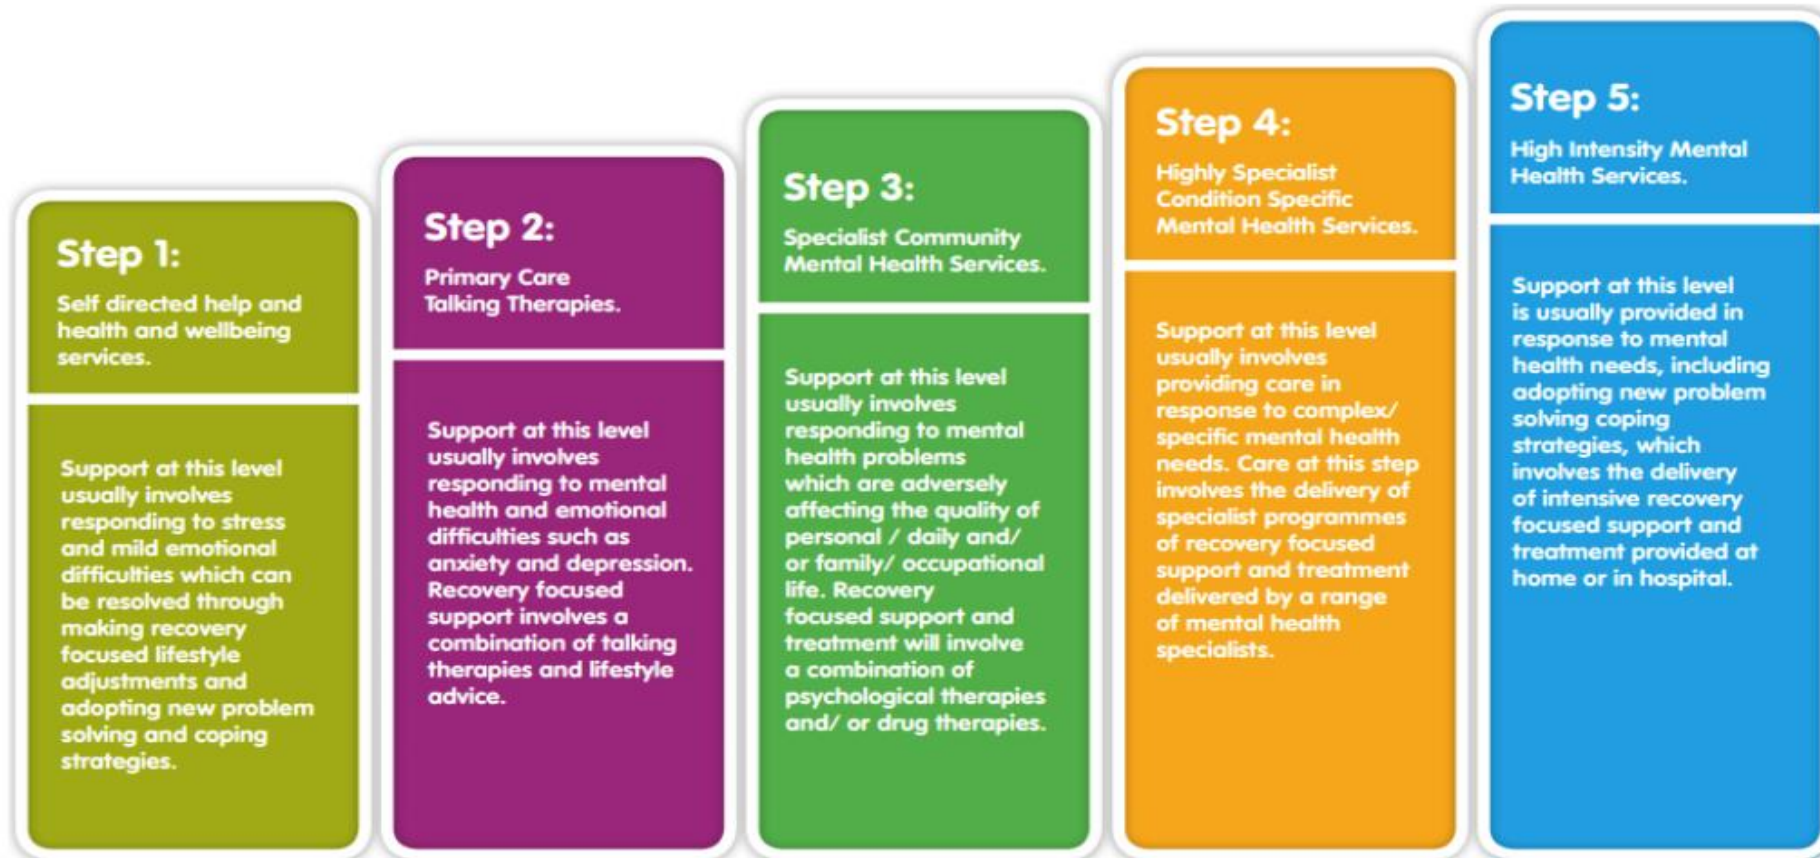 Step 1:
Self directed help and
health and wellbeing
services.
Support at this level
usually involves
responding to stress
and mild emotional
difficulties which can
be resolved through
making recovery
focused lifestyle
adjustments and
adopting new problem
solving and coping
strategies.
Step 2:
Primary Care
Talking Therapies.
Support at this level
usually involves
responding to mental
health and emotional
difficulties such as
anxiety and depression.
Recovery focused
support involves a
combination of talking
therapies and lifestyle
advice.
Step 3:
Specialist Community
Mental Health Services.
Support at this level
usually involves
responding to mental
health problems
which are adversely
affecting the quality of
personal / daily and/
or family/ occupational
life. Recovery
focused support and
treatment will involve
a combination of
psychological therapies
and/ or drug therapies.
Step 4:
Highly Specialist
Condition Specific
Mental Health Services.
Support at this level
usually involves
providing care in
response to complex/
specific mental health
needs. Care at this step
involves the delivery of
specialist programmes
of recovery focused
support and treatment
delivered by a range
of mental health
specialists.
Step 5:
High Intensity Mental
Health Services.
Support at this level
is usually provided in
response to mental
health needs, including
adopting new problem
solving coping
strategies, which
involves the delivery
of intensive recovery
focused support and
treatment provided at
home or in hospital.